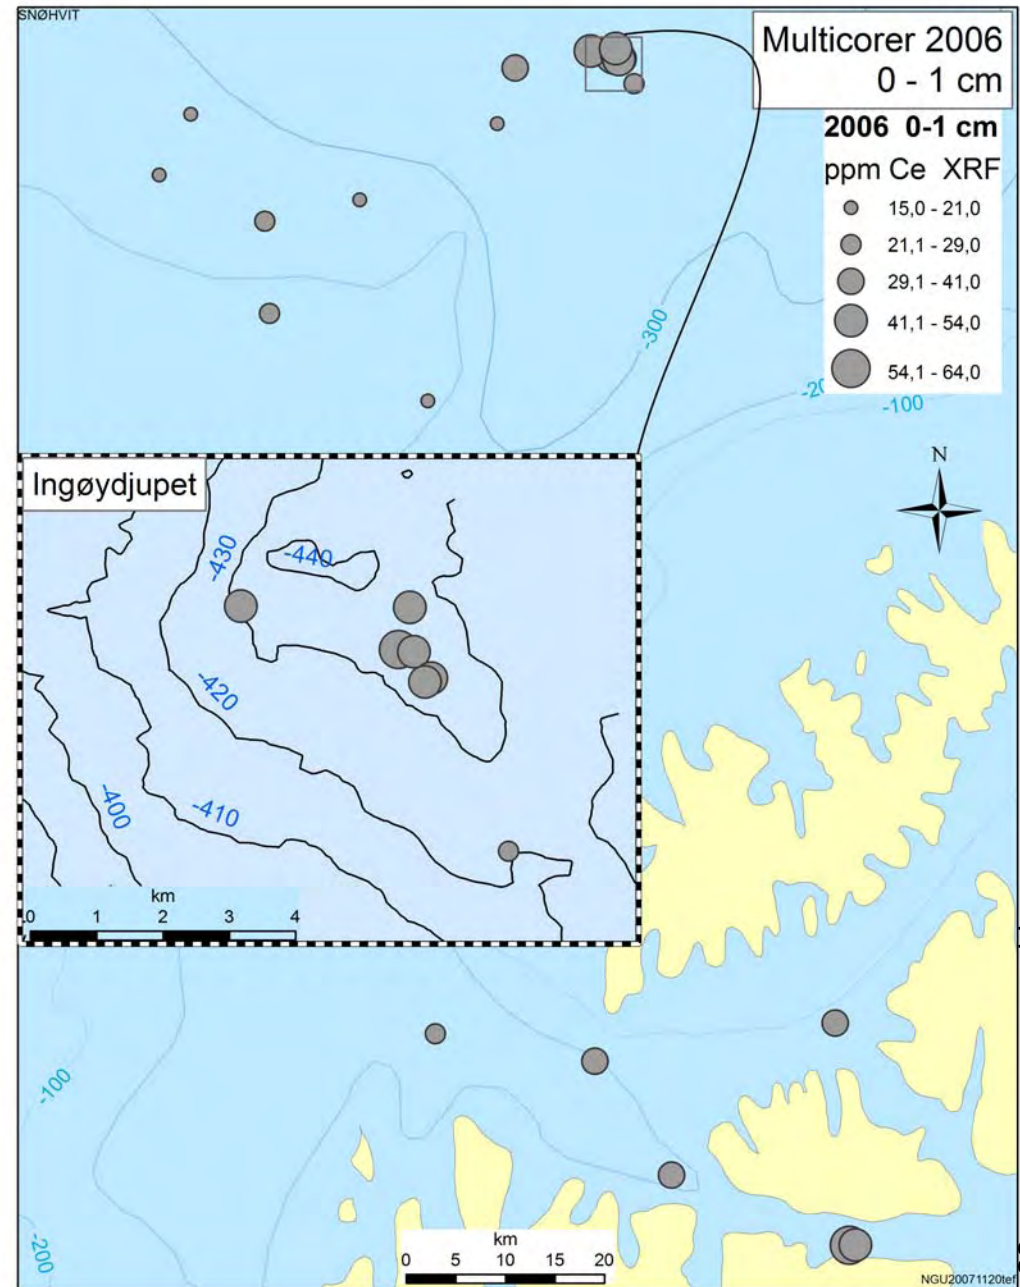 SNØHVIT
Multicorer 2006
0 - 1 cm
2006 0-1 cm
ppm Ce XRF
15,0 - 21,0
21,1 - 29,0
29,1 - 41,0
41,1 - 54,0
54,1 - 64,0
-300
-100
N
Ingøydjupet
-430
-440
-420
-400
-410
km
0 1 2 3 4
-100
-200
km
0 5 10 15 20